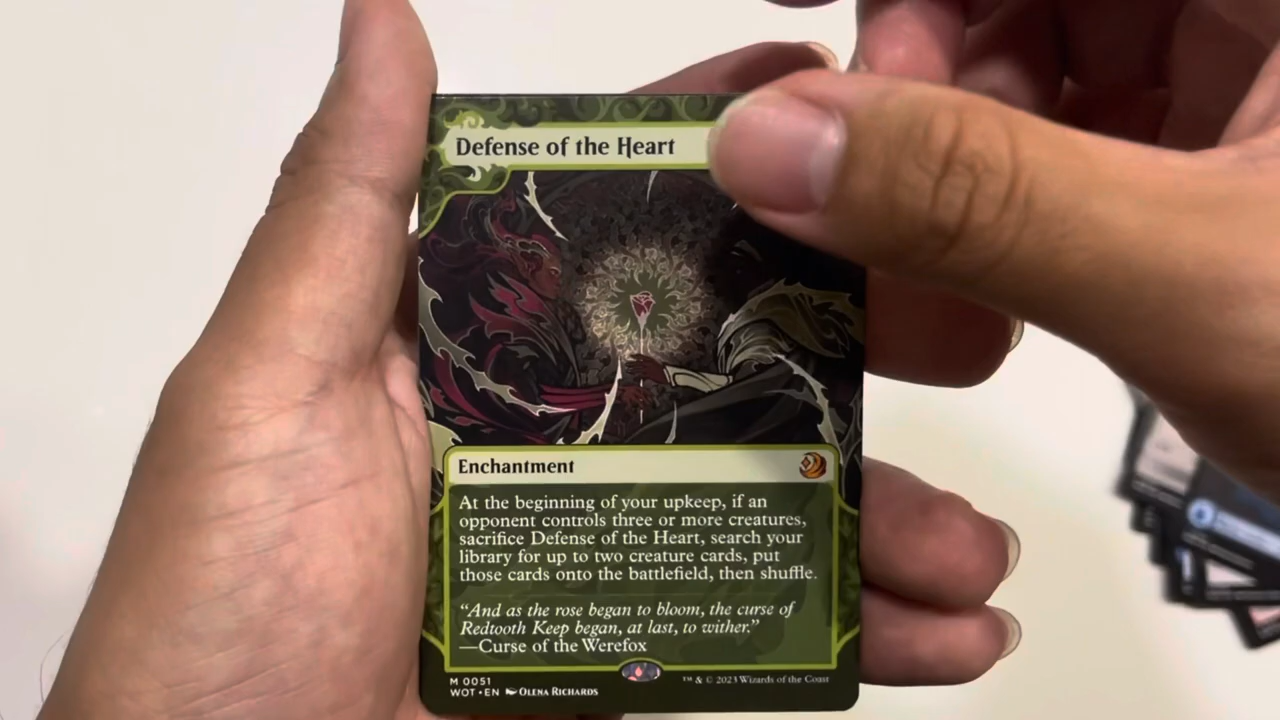 Defense of the Heart
Enchantment
At the beginning of your upkeep, if an
opponent controls three or more creatures,
sacrifice Defense of the Heart, search your
library for up to two creature cards, put
those cards onto the battlefield, then shuffle.
“And as the rose began to bloom, the curse of
Redtooth Keep began, at last, to wither.”
—Curse of the Werefox
M 0051
WOT • EN OLENA RICHARDS
™ & © 2023 Wizards of the Coast